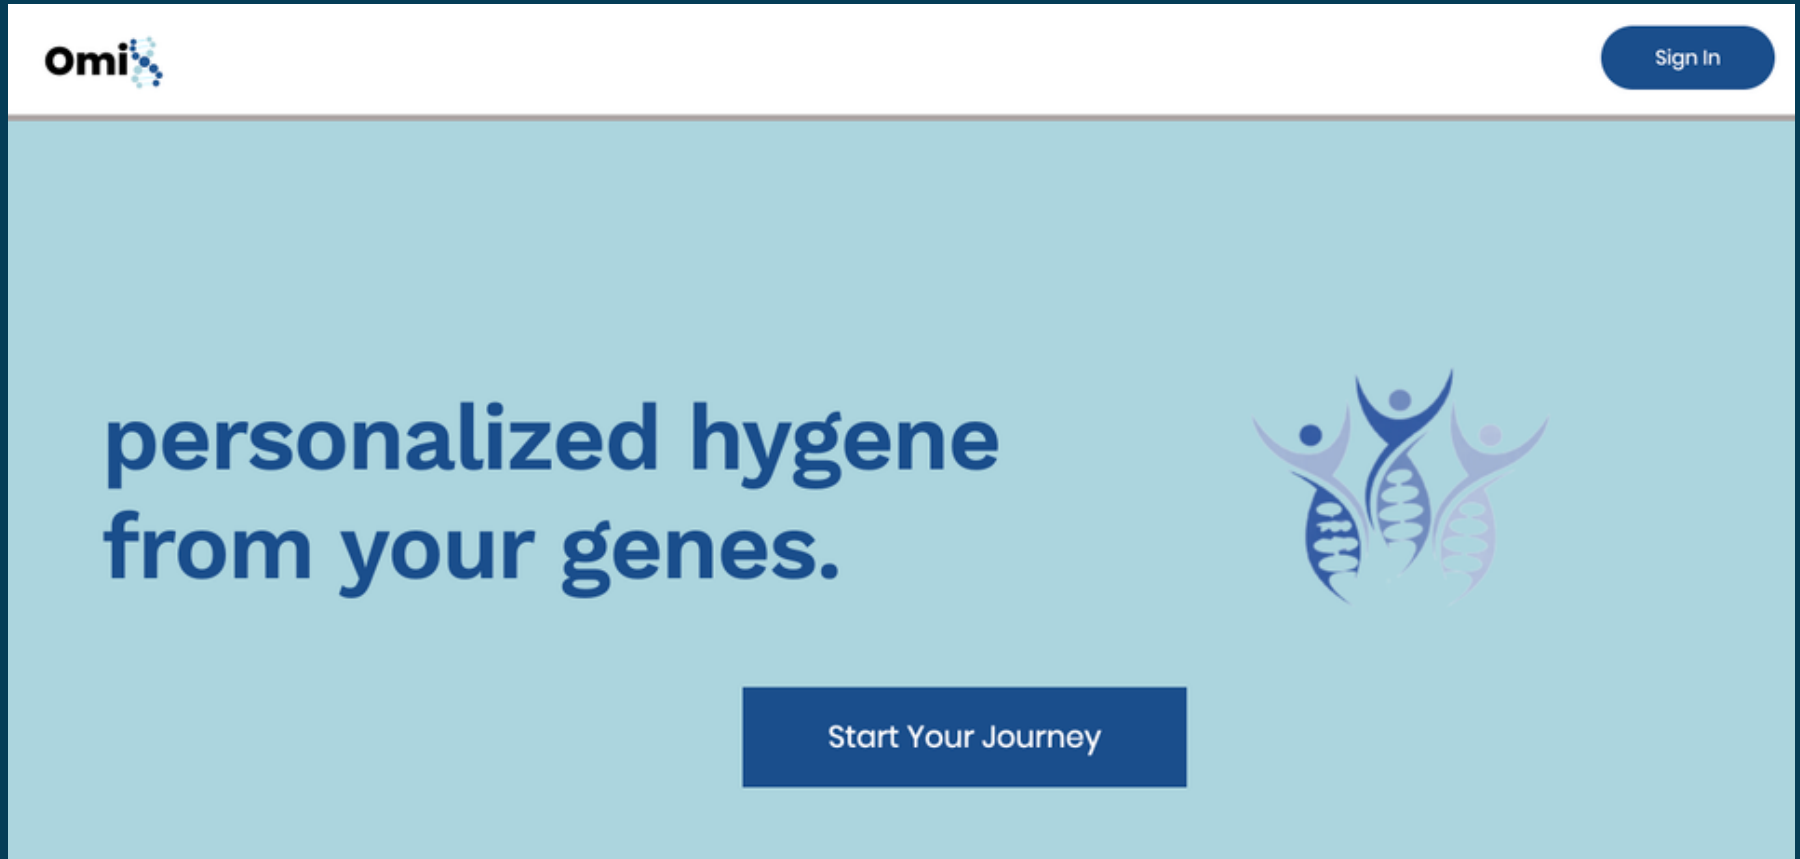 OmiX
Sign In
personalized hygene
from your genes.
Start Your Journey